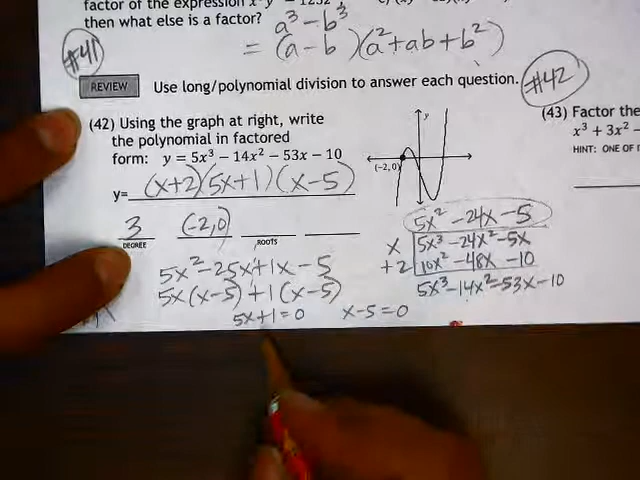 factor of the expression
then what else is a factor? a³ - b³
= (a - b)(a² + ab + b²)
#41
REVIEW Use long/polynomial division to answer each question.
#42
(42) Using the graph at right, write
the polynomial in factored
form: y = 5x³ − 14x² − 53x − 10
y= (x+2)(5x+1)(x-5)
y
(-2,0)
3 (-2,0)
DEGREE ROOTS
5x² - 24x - 5
x 5x³ -24x² -5x
+2 10x² -48x -10
5x³-14x²-53x-10
5x²-25x+1x-5
5x(x-5)+1(x-5)
5x+1=0 x-5=0
(43) Factor the
x³ + 3x² −
HINT: ONE OF